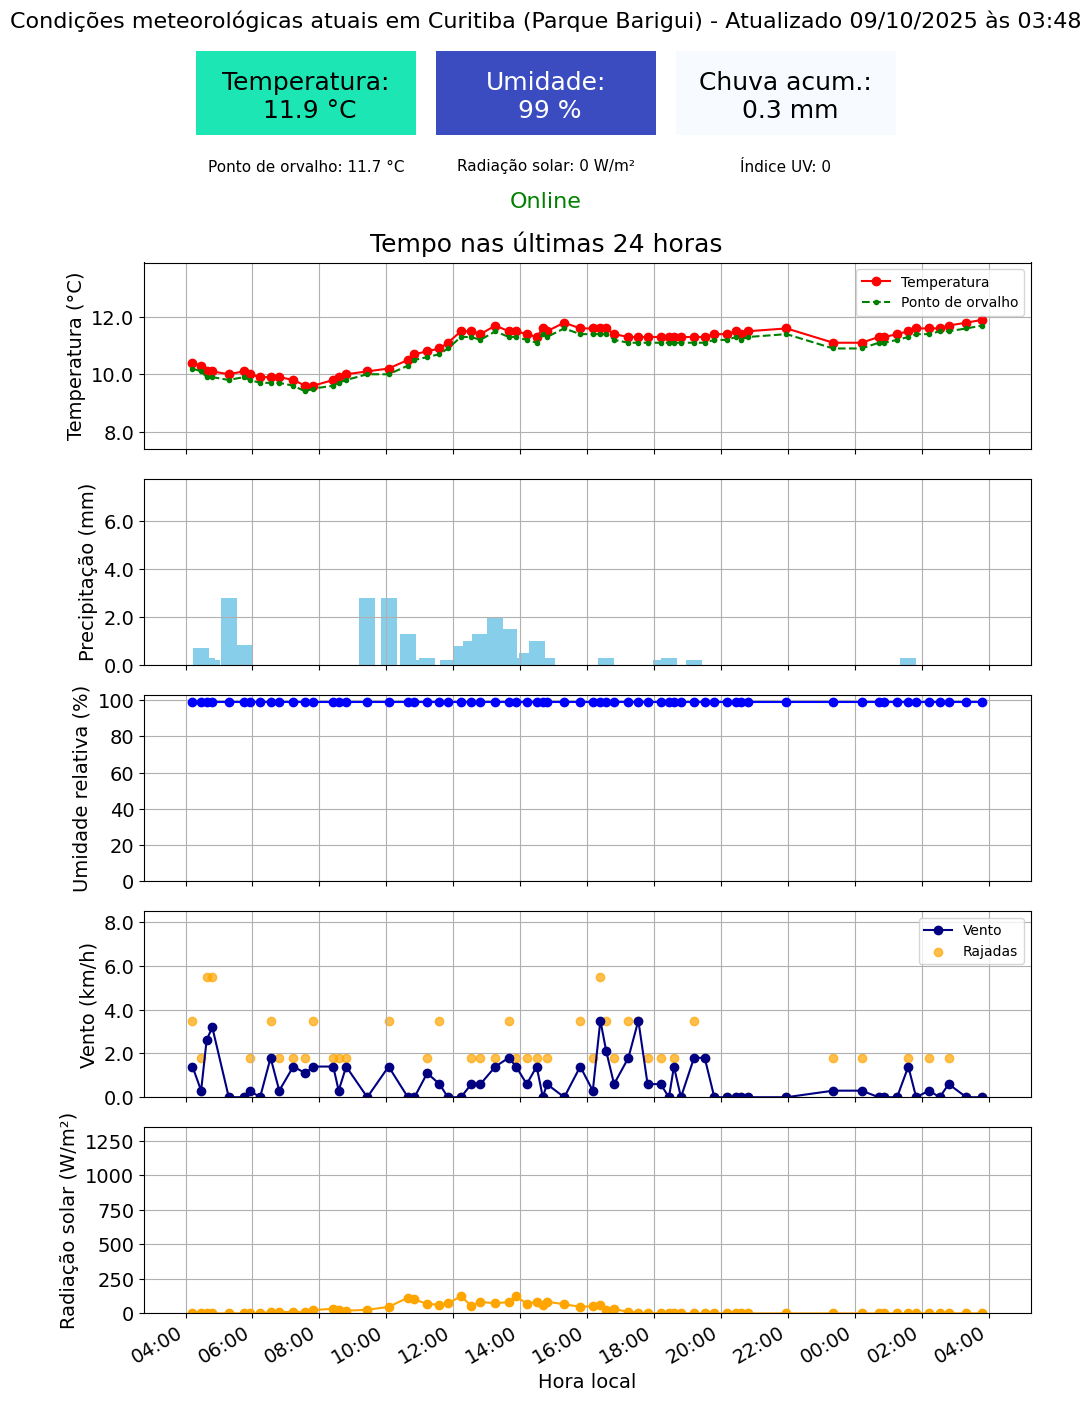 Condições meteorológicas atuais em Curitiba (Parque Barigui) - Atualizado 09/10/2025 às 03:48
Temperatura:
11.9 °C
Umidade:
99 %
Chuva acum.:
0.3 mm
Ponto de orvalho: 11.7 °C
Radiação solar: 0 W/m²
Índice UV: 0
Online
Tempo nas últimas 24 horas
Temperatura (°C)
12.0
10.0
8.0
Temperatura
Ponto de orvalho
Precipitação (mm)
6.0
4.0
2.0
0.0
Umidade relativa (%)
100
80
60
40
20
0
Vento (km/h)
8.0
6.0
4.0
2.0
0.0
Vento
Rajadas
Radiação solar (W/m²)
1250
1000
750
500
250
0
04:00
06:00
08:00
10:00
12:00
14:00
16:00
18:00
20:00
22:00
00:00
02:00
04:00
Hora local